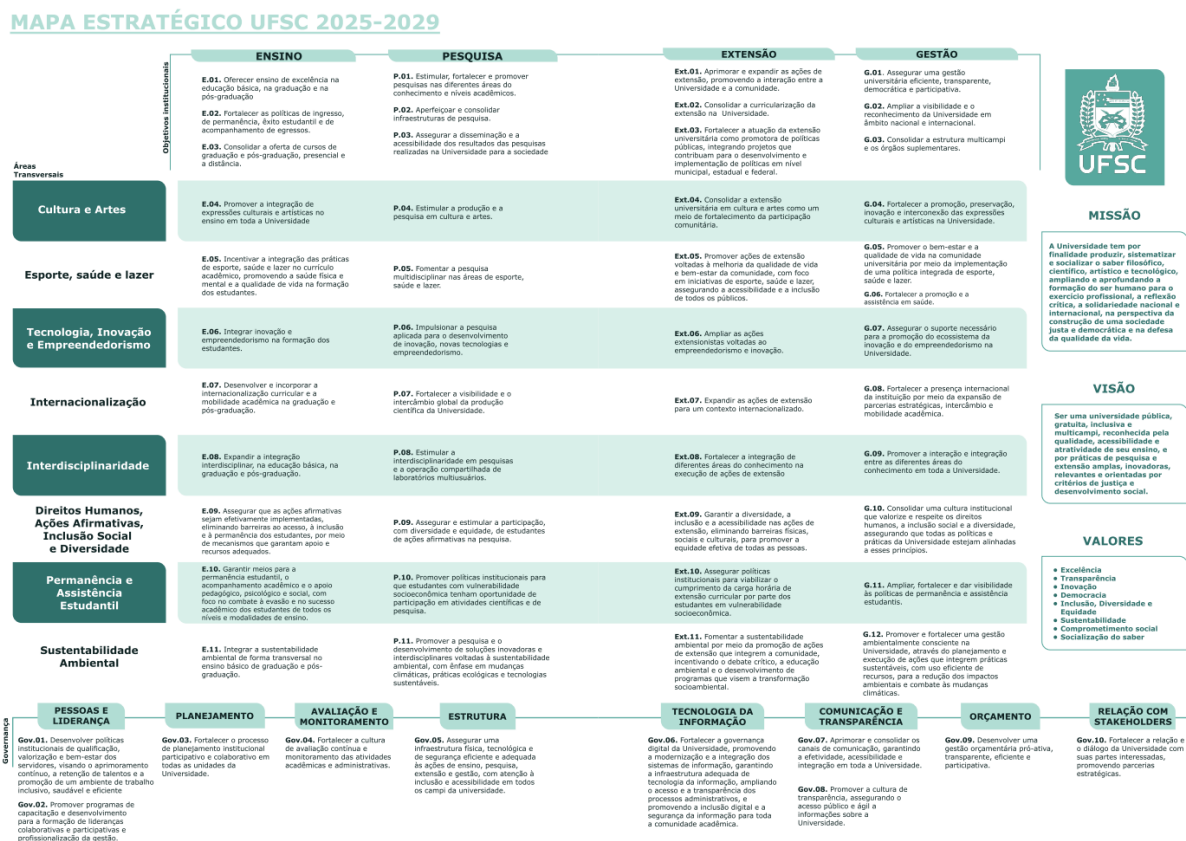 MAPA ESTRATÉGICO UFSC 2025-2029
Objetivos institucionais
ENSINO
E.01. Oferecer ensino de excelência na
educação básica, na graduação e na
pós-graduação
E.02. Fortalecer as políticas de ingresso,
de permanência, êxito estudantil e de
acompanhamento de egressos.
E.03. Consolidar a oferta de cursos de
graduação e pós-graduação, presencial e
a distância.
PESQUISA
P.01. Estimular, fortalecer e promover
pesquisas nas diferentes áreas do
conhecimento e níveis acadêmicos.
P.02. Aperfeiçoar e consolidar
infraestruturas de pesquisa.
P.03. Assegurar a disseminação e a
acessibilidade dos resultados das pesquisas
realizadas na Universidade para a sociedade
EXTENSÃO
Ext.01. Aprimorar e expandir as ações de
extensão, promovendo a interação entre a
Universidade e a comunidade.
Ext.02. Consolidar a curricularização da
extensão na Universidade.
Ext.03. Fortalecer a atuação da extensão
universitária como promotora de políticas
públicas, integrando projetos que
contribuam para o desenvolvimento e
implementação de políticas em nível
municipal, estadual e federal.
GESTÃO
G.01. Assegurar uma gestão
universitária eficiente, transparente,
democrática e participativa.
G.02. Ampliar a visibilidade e o
reconhecimento da Universidade em
âmbito nacional e internacional.
G.03. Consolidar a estrutura multicampi
e os órgãos suplementares.
UFSC
Áreas
Transversais
Cultura e Artes
E.04. Promover a integração de
expressões culturais e artísticas no
ensino em toda a Universidade
P.04. Estimular a produção e a
pesquisa em cultura e artes.
Ext.04. Consolidar a extensão
universitária em cultura e artes como um
meio de fortalecimento da participação
comunitária.
G.04. Fortalecer a promoção, preservação,
inovação e interconexão das expressões
culturais e artísticas na Universidade.
Esporte, saúde e lazer
E.05. Incentivar a integração das práticas
de esporte, saúde e lazer no currículo
acadêmico, promovendo a saúde física e
mental e a qualidade de vida na formação
dos estudantes.
P.05. Fomentar a pesquisa
multidisciplinar nas áreas de esporte,
saúde e lazer.
Ext.05. Promover ações de extensão
voltadas à melhoria da qualidade de vida
e bem-estar da comunidade, com foco
em iniciativas de esporte, saúde e lazer,
assegurando a acessibilidade e a inclusão
de todos os públicos.
G.05. Promover o bem-estar e a
qualidade de vida na comunidade
universitária por meio da implementação
de uma política integrada de esporte,
saúde e lazer.
G.06. Fortalecer a promoção e a
assistência em saúde.
Tecnologia, Inovação
e Empreendedorismo
E.06. Integrar inovação e
empreendedorismo na formação dos
estudantes.
P.06. Impulsionar a pesquisa
aplicada para o desenvolvimento
de inovação, novas tecnologias e
empreendedorismo.
Ext.06. Ampliar as ações
extensionistas voltadas ao
empreendedorismo e inovação.
G.07. Assegurar o suporte necessário
para a promoção do ecossistema da
inovação e do empreendedorismo na
Universidade.
Internacionalização
E.07. Desenvolver e incorporar a
internacionalização curricular e a
mobilidade acadêmica na graduação e
pós-graduação.
P.07. Fortalecer a visibilidade e o
intercâmbio global da produção
científica da Universidade.
Ext.07. Expandir as ações de extensão
para um contexto internacionalizado.
G.08. Fortalecer a presença internacional
da instituição por meio da expansão de
parcerias estratégicas, intercâmbio e
mobilidade acadêmica.
Interdisciplinaridade
E.08. Expandir a integração
interdisciplinar, na educação básica, na
graduação e pós-graduação.
P.08. Estimular a
interdisciplinaridade em pesquisas
e a operação compartilhada de
laboratórios multiusuários.
Ext.08. Fortalecer a integração de
diferentes áreas do conhecimento na
execução de ações de extensão
G.09. Promover a interação e integração
entre as diferentes áreas do
conhecimento em toda a Universidade.
Direitos Humanos,
Ações Afirmativas,
Inclusão Social
e Diversidade
E.09. Assegurar que as ações afirmativas
sejam efetivamente implementadas,
eliminando barreiras ao acesso, à inclusão
e à permanência dos estudantes, por meio
de mecanismos que garantam apoio e
recursos adequados.
P.09. Assegurar e estimular a participação,
com diversidade e equidade, de estudantes
de ações afirmativas na pesquisa.
Ext.09. Garantir a diversidade, a
inclusão e a acessibilidade nas ações de
extensão, eliminando barreiras físicas,
sociais e culturais, para promover a
equidade efetiva de todas as pessoas.
G.10. Consolidar uma cultura institucional
que valorize e respeite os direitos
humanos, a inclusão social e a diversidade,
assegurando que todas as políticas e
práticas da Universidade estejam alinhadas
a esses princípios.
Permanência e
Assistência
Estudantil
E.10. Garantir meios para a
permanência estudantil, o
acompanhamento acadêmico e o apoio
pedagógico, psicológico e social, com
foco no combate à evasão e no sucesso
acadêmico dos estudantes de todos os
níveis e modalidades de ensino.
P.10. Promover políticas institucionais para
que estudantes com vulnerabilidade
socioeconômica tenham oportunidade de
participação em atividades científicas e de
pesquisa.
Ext.10. Assegurar políticas
institucionais para viabilizar o
cumprimento da carga horária de
extensão curricular por parte dos
estudantes em vulnerabilidade
socioeconômica.
G.11. Ampliar, fortalecer e dar visibilidade
às políticas de permanência e assistência
estudantis.
Sustentabilidade
Ambiental
E.11. Integrar a sustentabilidade
ambiental de forma transversal no
ensino básico de graduação e pós-
graduação.
P.11. Promover a pesquisa e o
desenvolvimento de soluções inovadoras e
interdisciplinares voltadas à sustentabilidade
ambiental, com ênfase em mudanças
climáticas, práticas ecológicas e tecnologias
sustentáveis.
Ext.11. Fomentar a sustentabilidade
ambiental por meio da promoção de ações
de extensão que integrem a comunidade,
incentivando o debate crítico, a educação
ambiental e o desenvolvimento de
programas que visem a transformação
socioambiental.
G.12. Promover e fortalecer uma gestão
ambientalmente consciente na
Universidade, através do planejamento e
execução de ações que integrem práticas
sustentáveis, com uso eficiente de recursos,
para a redução dos impactos
ambientais e combate às mudanças
climáticas.
MISSÃO
A Universidade tem por
finalidade produzir, sistematizar
e socializar o saber filosófico,
científico, artístico e tecnológico,
ampliando e aprofundando a
formação do ser humano para o
exercício profissional, a reflexão
crítica, a solidariedade nacional e
internacional, na perspectiva da
construção de uma sociedade
justa e democrática e na defesa
da qualidade da vida.
VISÃO
Ser uma universidade pública,
gratuita, inclusiva e
multicampi, reconhecida pela
qualidade, acessibilidade e
atratividade de seu ensino, e
por práticas de pesquisa e
extensão amplas, inovadoras,
relevantes e orientadas por
critérios de justiça e
desenvolvimento social.
VALORES
• Excelência
• Transparência
• Inovação
• Democracia
• Inclusão, Diversidade e
Equidade
• Sustentabilidade
• Comprometimento social
• Socialização do saber
Governança
PESSOAS E
LIDERANÇA
Gov.01. Desenvolver políticas
institucionais de qualificação,
valorização e bem-estar dos
servidores, visando o aprimoramento
contínuo, a retenção de talentos e a
promoção de um ambiente de trabalho
inclusivo, saudável e eficiente
Gov.02. Promover programas de
capacitação e desenvolvimento
para a formação de lideranças
colaborativas e participativas e
profissionalização da gestão.
PLANEJAMENTO
Gov.03. Fortalecer o processo
de planejamento institucional
participativo e colaborativo em
todas as unidades da
Universidade.
AVALIAÇÃO E
MONITORAMENTO
Gov.04. Fortalecer a cultura
de avaliação contínua e
monitoramento das atividades
acadêmicas e administrativas.
ESTRUTURA
Gov.05. Assegurar uma
infraestrutura física, tecnológica e
de segurança eficiente e adequada
às ações de ensino, pesquisa,
extensão e gestão, com atenção à
inclusão e acessibilidade em todos
os campi da universidade.
TECNOLOGIA DA
INFORMAÇÃO
Gov.06. Fortalecer a governança
digital da Universidade, promovendo
a modernização e a integração dos
sistemas de informação, garantindo
a infraestrutura adequada de
tecnologia da informação, ampliando
o acesso e a transparência dos
processos administrativos, e
promovendo a inclusão digital e a
segurança da informação para toda
a comunidade acadêmica.
COMUNICAÇÃO E
TRANSPARÊNCIA
Gov.07. Aprimorar e consolidar os
canais de comunicação, garantindo
a efetividade, acessibilidade e
integração em toda a Universidade.
Gov.08. Promover a cultura de
transparência, assegurando o
acesso público e ágil a
informações sobre a
Universidade.
ORÇAMENTO
Gov.09. Desenvolver uma
gestão orçamentária pró-ativa,
transparente, eficiente e
participativa.
RELAÇÃO COM
STAKEHOLDERS
Gov.10. Fortalecer a relação e
o diálogo da Universidade com
suas partes interessadas,
promovendo parcerias
estratégicas.